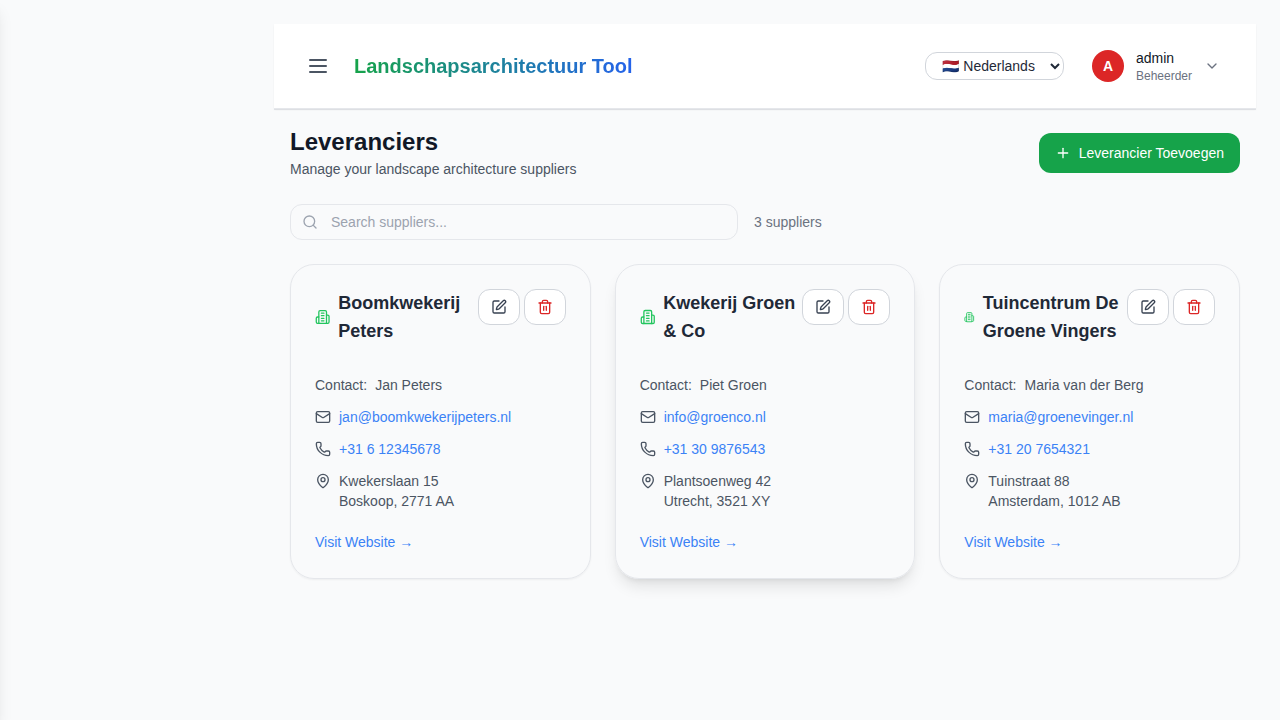 Landschapsarchitectuur Tool
🇳🇱 Nederlands
A
admin
Beheerder
Leveranciers
Manage your landscape architecture suppliers
Leverancier Toevoegen
Search suppliers...
3 suppliers
Boomkwekerij
Peters
Contact: Jan Peters
jan@boomkwekerijpeters.nl
+31 6 12345678
Kwekerslaan 15
Boskoop, 2771 AA
Visit Website →
Kwekerij Groen
& Co
Contact: Piet Groen
info@groenco.nl
+31 30 9876543
Plantsoenweg 42
Utrecht, 3521 XY
Visit Website →
Tuincentrum De
Groene Vingers
Contact: Maria van der Berg
maria@groenevinger.nl
+31 20 7654321
Tuinstraat 88
Amsterdam, 1012 AB
Visit Website →